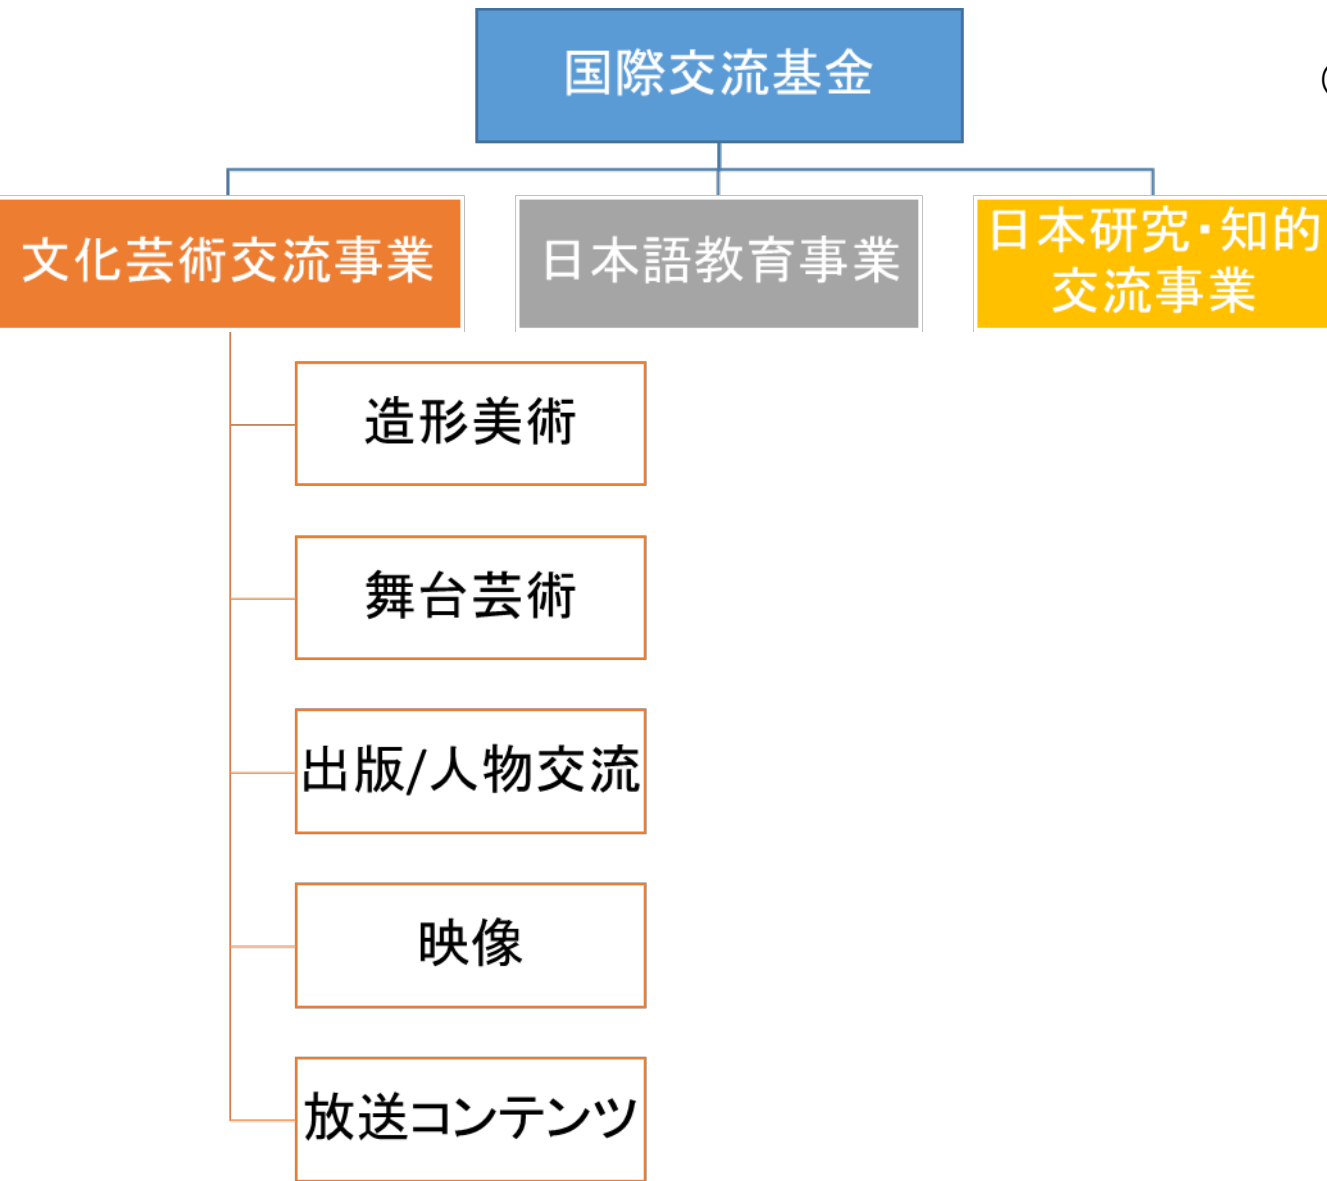 国際交流基金
文化芸術交流事業
日本語教育事業
日本研究・知的
交流事業
造形美術
舞台芸術
出版/人物交流
映像
放送コンテンツ